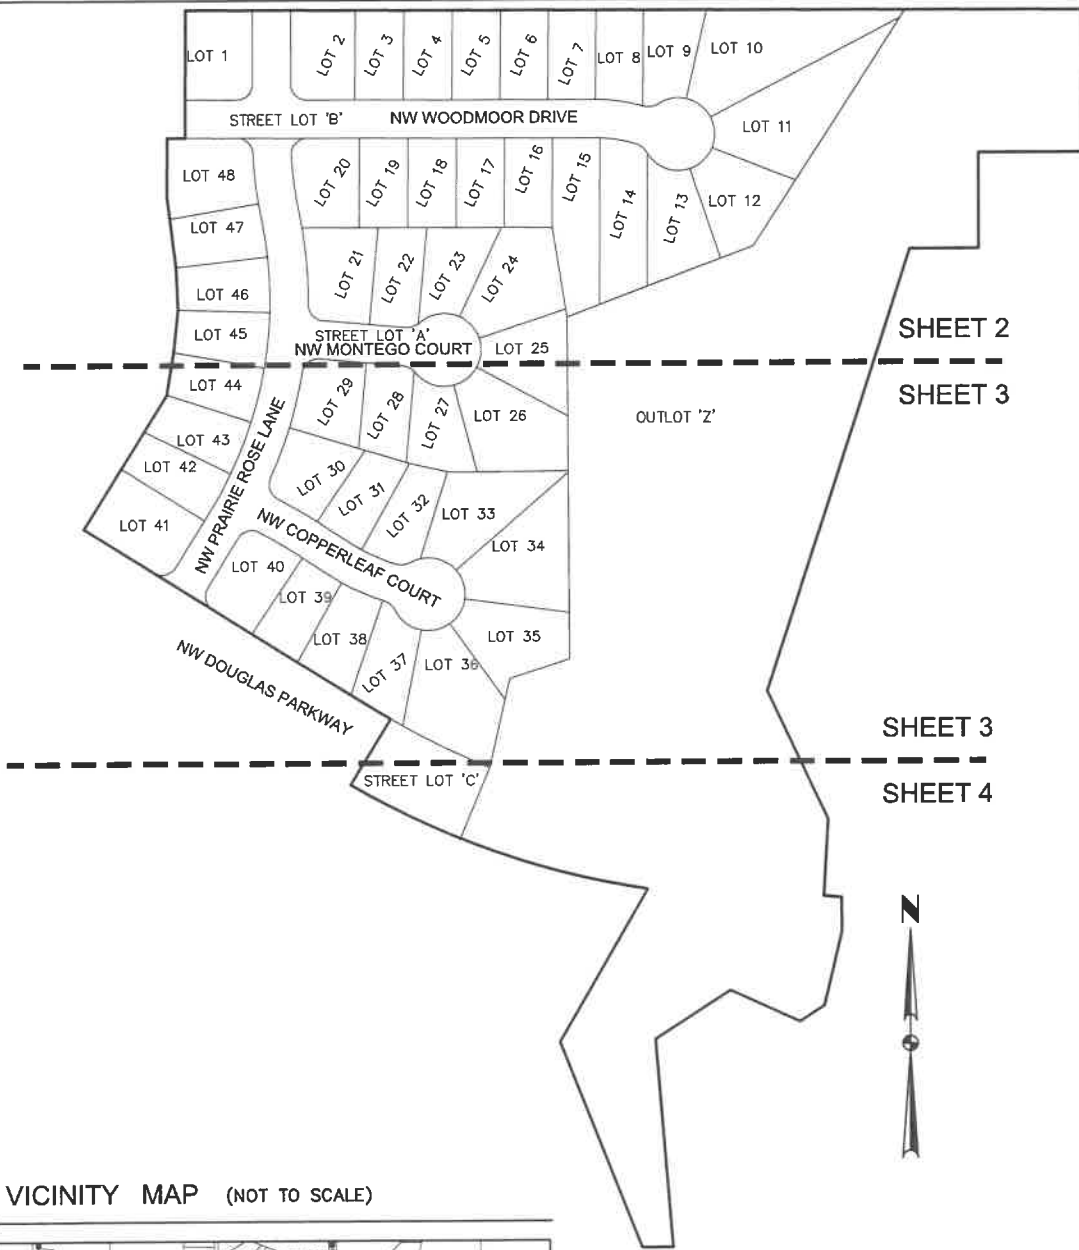 LOT 1
LOT 2
LOT 3
LOT 4
LOT 5
LOT 6
LOT 7
LOT 8
LOT 9
LOT 10
STREET LOT 'B'
NW WOODMOOR DRIVE
LOT 11
LOT 48
LOT 20
LOT 19
LOT 18
LOT 17
LOT 16
LOT 15
LOT 14
LOT 13
LOT 12
LOT 47
LOT 21
LOT 22
LOT 23
LOT 24
LOT 46
LOT 45
STREET LOT 'A'
NW MONTEGO COURT
LOT 25
SHEET 2
SHEET 3
LOT 44
LOT 29
LOT 28
LOT 27
LOT 26
OUTLOT 'Z'
LOT 43
LOT 42
LOT 41
NW PRAIRIE ROSE LANE
LOT 30
LOT 31
LOT 32
LOT 33
LOT 34
NW COPPERLEAF COURT
LOT 40
LOT 39
LOT 38
LOT 37
LOT 36
LOT 35
NW DOUGLAS PARKWAY
SHEET 3
SHEET 4
STREET LOT 'C'
N
VICINITY MAP (NOT TO SCALE)